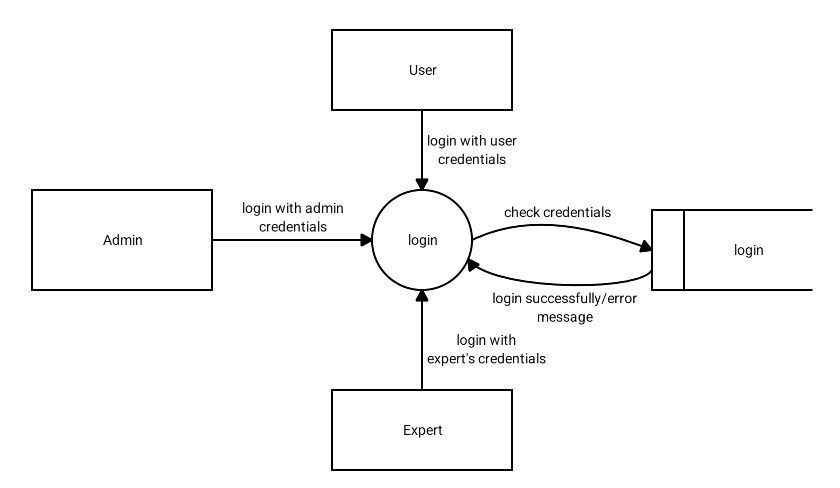 User
login with user
credentials
login with admin
credentials
Admin
login
check credentials
login
login successfully/error
message
login with
expert's credentials
Expert